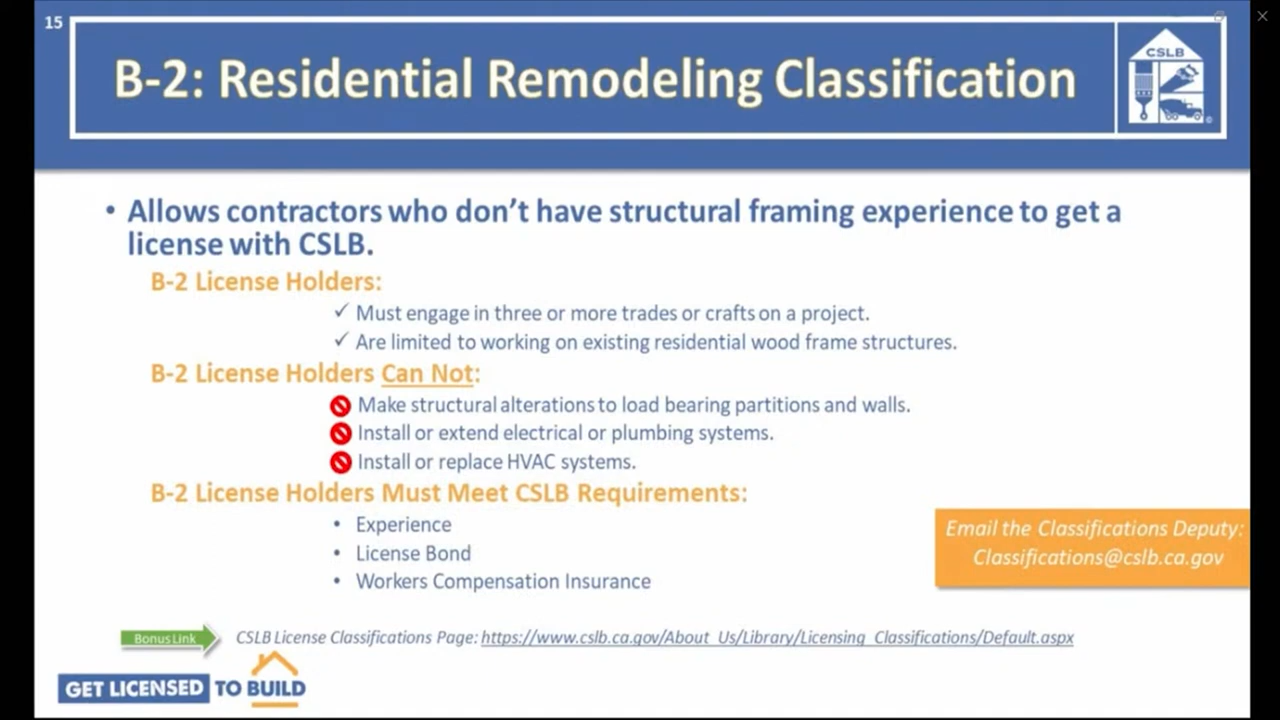 15
B-2: Residential Remodeling Classification
CSLB
• Allows contractors who don't have structural framing experience to get a
license with CSLB.
B-2 License Holders:
✓ Must engage in three or more trades or crafts on a project.
✓ Are limited to working on existing residential wood frame structures.
B-2 License Holders Can Not:
Make structural alterations to load bearing partitions and walls.
Install or extend electrical or plumbing systems.
Install or replace HVAC systems.
B-2 License Holders Must Meet CSLB Requirements:
• Experience
• License Bond
• Workers Compensation Insurance
Email the Classifications Deputy:
Classifications@cslb.ca.gov
Bonus Link
CSLB License Classifications Page: https://www.cslb.ca.gov/About_Us/Library/Licensing_Classifications/Default.aspx
GET LICENSED TO BUILD